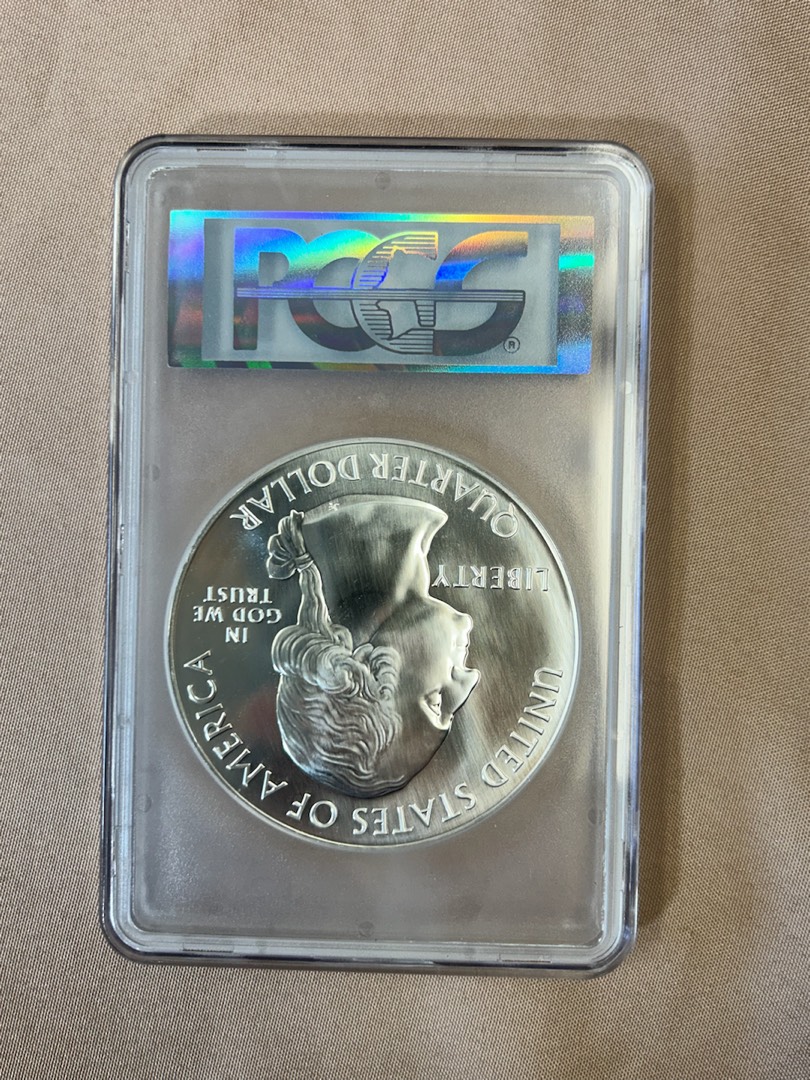 PCGS
®
UNITED STATES OF AMERICA
LIBERTY
IN
GOD WE
TRUST
QUARTER DOLLAR